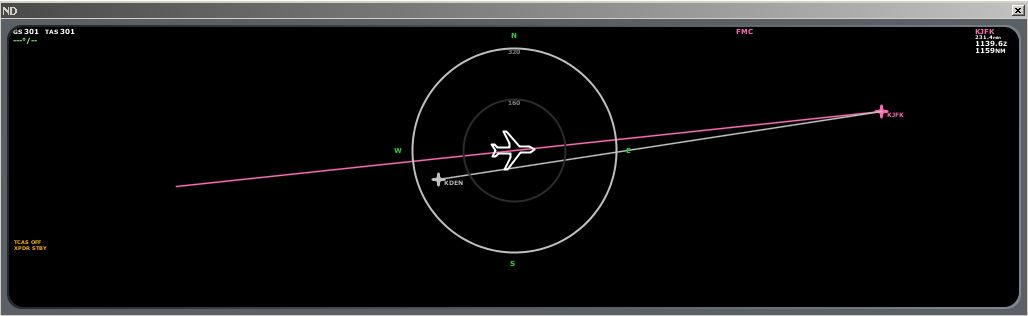 ND
GS 301 TAS 301
---°/--
N
FMC
KJFK
231.4min
1139.6z
1159NM
320
160
KJFK
W
E
KDEN
TCAS OFF
XPDR STBY
S